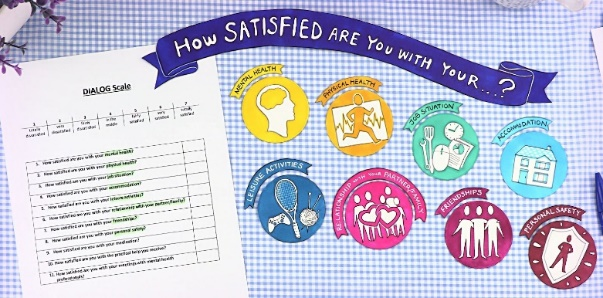 How SATISFIED ARE YOU WITH YOUR...?
DIALOG Scale
1 2 3 4 5 6 7
totally very fairly in the fairly very totally
dissatisfied dissatisfied dissatisfied middle satisfied satisfied satisfied
1. How satisfied are you with your mental health?
2. How satisfied are you with your physical health?
3. How satisfied are you with your job situation?
4. How satisfied are you with your accommodation?
5. How satisfied are you with your leisure activities?
6. How satisfied are you with your relationship with your partner/family?
7. How satisfied are you with your friendships?
8. How satisfied are you with your personal safety?
9. How satisfied are you with your medication?
10. How satisfied are you with the practical help you receive?
11. How satisfied are you with your meetings with mental health
professionals?
MENTAL HEALTH
PHYSICAL HEALTH
JOB SITUATION
ACCOMODATION
LEISURE ACTIVITIES
RELATIONSHIP WITH YOUR PARTNER/FAMILY
FRIENDSHIPS
PERSONAL SAFETY